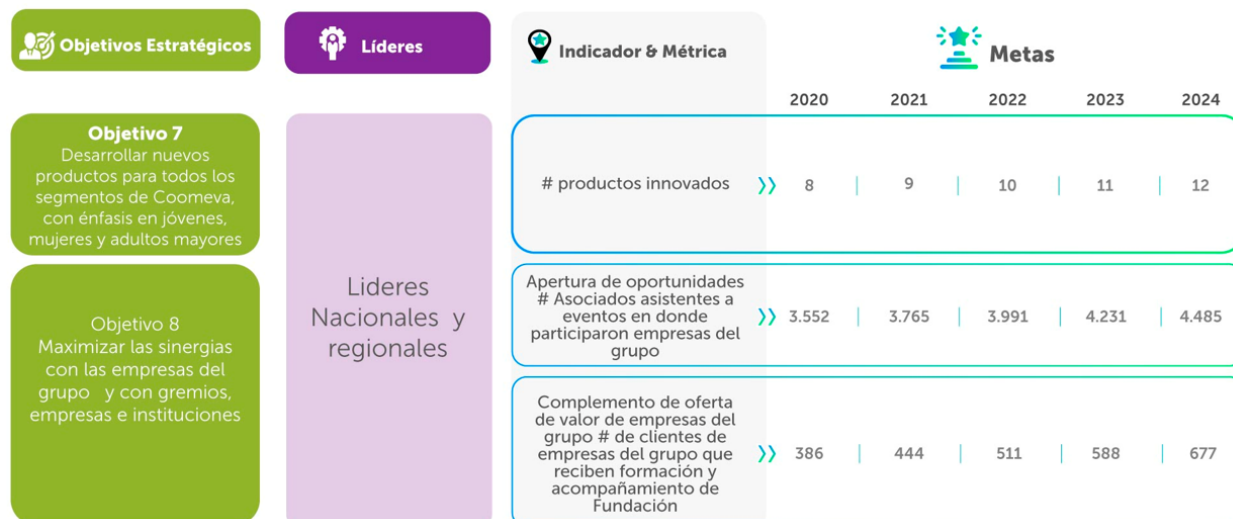 Objetivos Estratégicos
Líderes
Indicador & Métrica
Metas
2020 2021 2022 2023 2024
Objetivo 7
Desarrollar nuevos
productos para todos los
segmentos de Coomeva,
con énfasis en jóvenes,
mujeres y adultos mayores
Objetivo 8
Maximizar las sinergias
con las empresas del
grupo y con gremios,
empresas e instituciones
Lideres
Nacionales y
regionales
# productos innovados
8 9 10 11 12
Apertura de oportunidades
# Asociados asistentes a
eventos en donde
participaron empresas del
grupo
3.552 3.765 3.991 4.231 4.485
Complemento de oferta
de valor de empresas del
grupo # de clientes de
empresas del grupo que
reciben formación y
acompañamiento de
Fundación
386 444 511 588 677